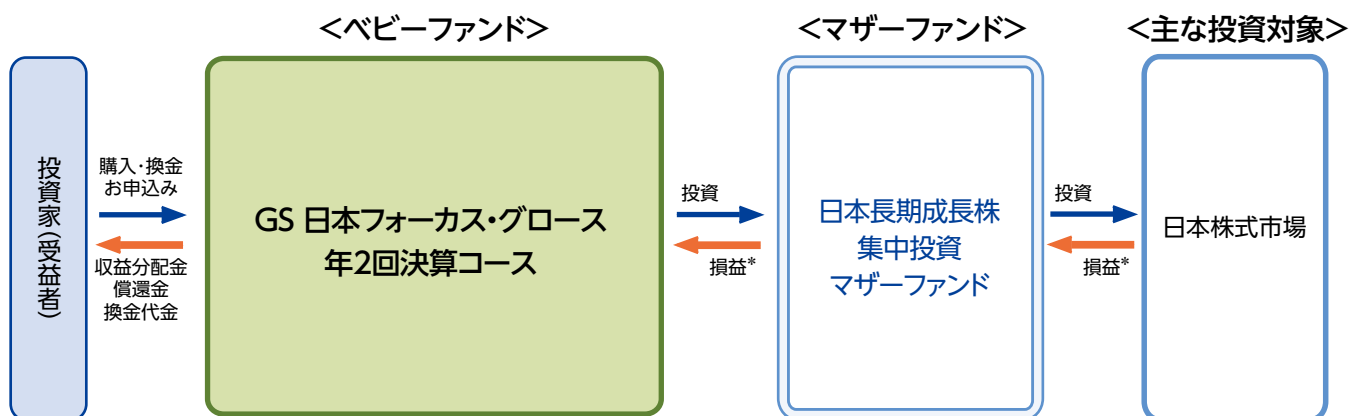 ＜ベビーファンド＞
＜マザーファンド＞
＜主な投資対象＞
投資家（受益者）
購入・換金
お申込み
収益分配金
償還金
換金代金
GS 日本フォーカス・グロース
年2回決算コース
投資
損益*
日本長期成長株
集中投資
マザーファンド
投資
損益*
日本株式市場